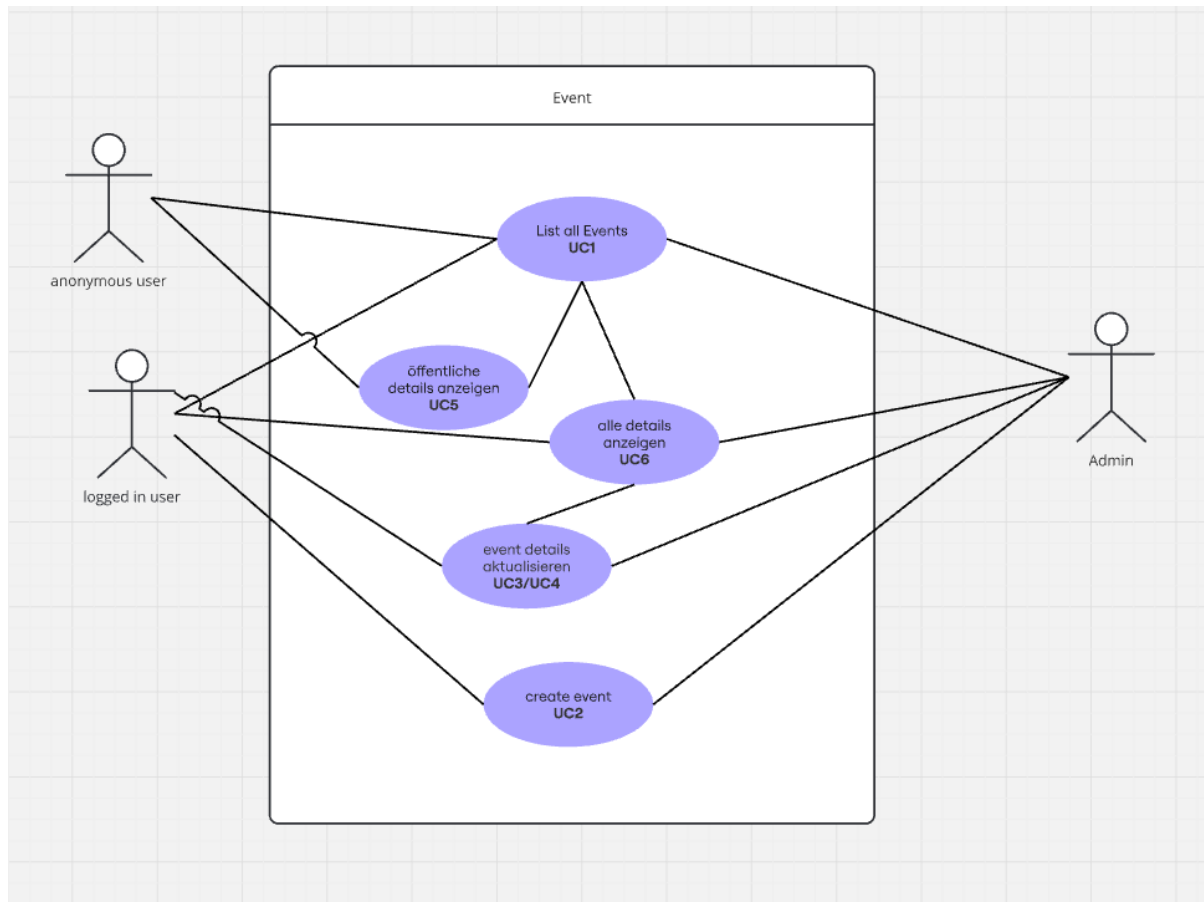 Event
anonymous user
List all Events
UC1
öffentliche
details anzeigen
UC5
alle details
anzeigen
UC6
logged in user
Admin
event details
aktualisieren
UC3/UC4
create event
UC2